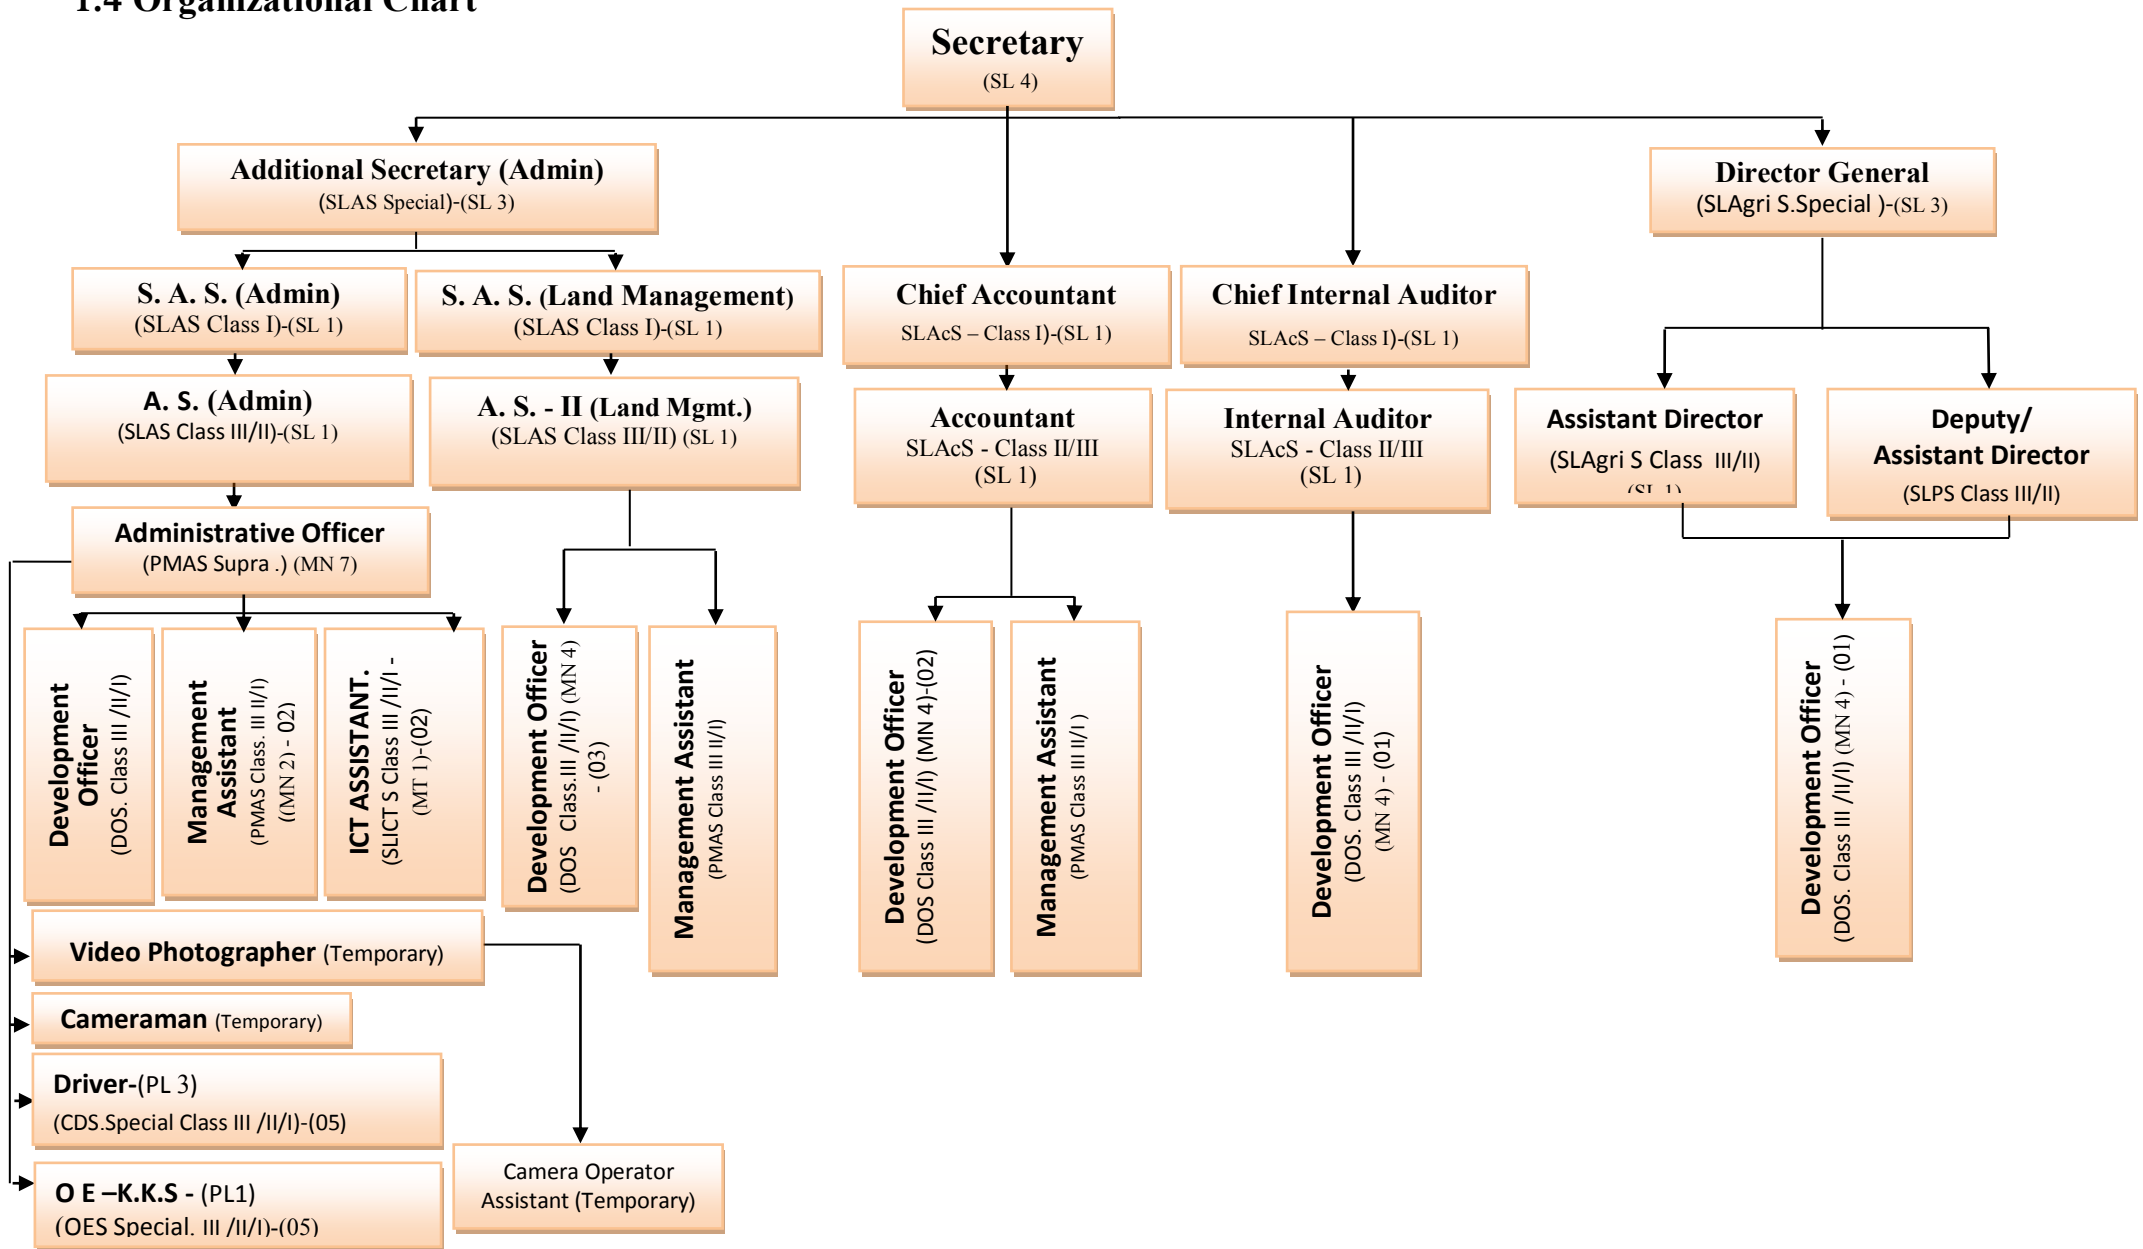 1.4 Organizational Chart
Secretary
(SL 4)
Additional Secretary (Admin)
(SLAS Special)-(SL 3)
Director General
(SLAgri S.Special )-(SL 3)
S. A. S. (Admin)
(SLAS Class I)-(SL 1)
S. A. S. (Land Management)
(SLAS Class I)-(SL 1)
Chief Accountant
SLAcS – Class I)-(SL 1)
Chief Internal Auditor
SLAcS – Class I)-(SL 1)
A. S. (Admin)
(SLAS Class III/II)-(SL 1)
A. S. - II (Land Mgmt.)
(SLAS Class III/II) (SL 1)
Accountant
SLAcS - Class II/III
(SL 1)
Internal Auditor
SLAcS - Class II/III
(SL 1)
Assistant Director
(SLAgri S Class III/II)
(SL 1)
Deputy/
Assistant Director
(SLPS Class III/II)
Administrative Officer
(PMAS Supra .) (MN 7)
Development
Officer
(DOS. Class III /II/I)
Management
Assistant
(PMAS Class. III II/I)
((MN 2) - 02)
ICT ASSISTANT.
(SLICT S Class III /II/I -
(MT 1)-(02)
Development Officer
(DOS Class.III /II/I) (MN 4)
- (03)
Management Assistant
(PMAS Class III II/I)
Development Officer
(DOS Class III /II/I) (MN 4)-(02)
Management Assistant
(PMAS Class III II/I )
Development Officer
(DOS. Class III /II/I)
(MN 4) - (01)
Development Officer
(DOS. Class III /II/I) (MN 4) - (01)
Video Photographer (Temporary)
Cameraman (Temporary)
Driver-(PL 3)
(CDS.Special Class III /II/I)-(05)
O E –K.K.S - (PL1)
(OES Special. III /II/I)-(05)
Camera Operator
Assistant (Temporary)